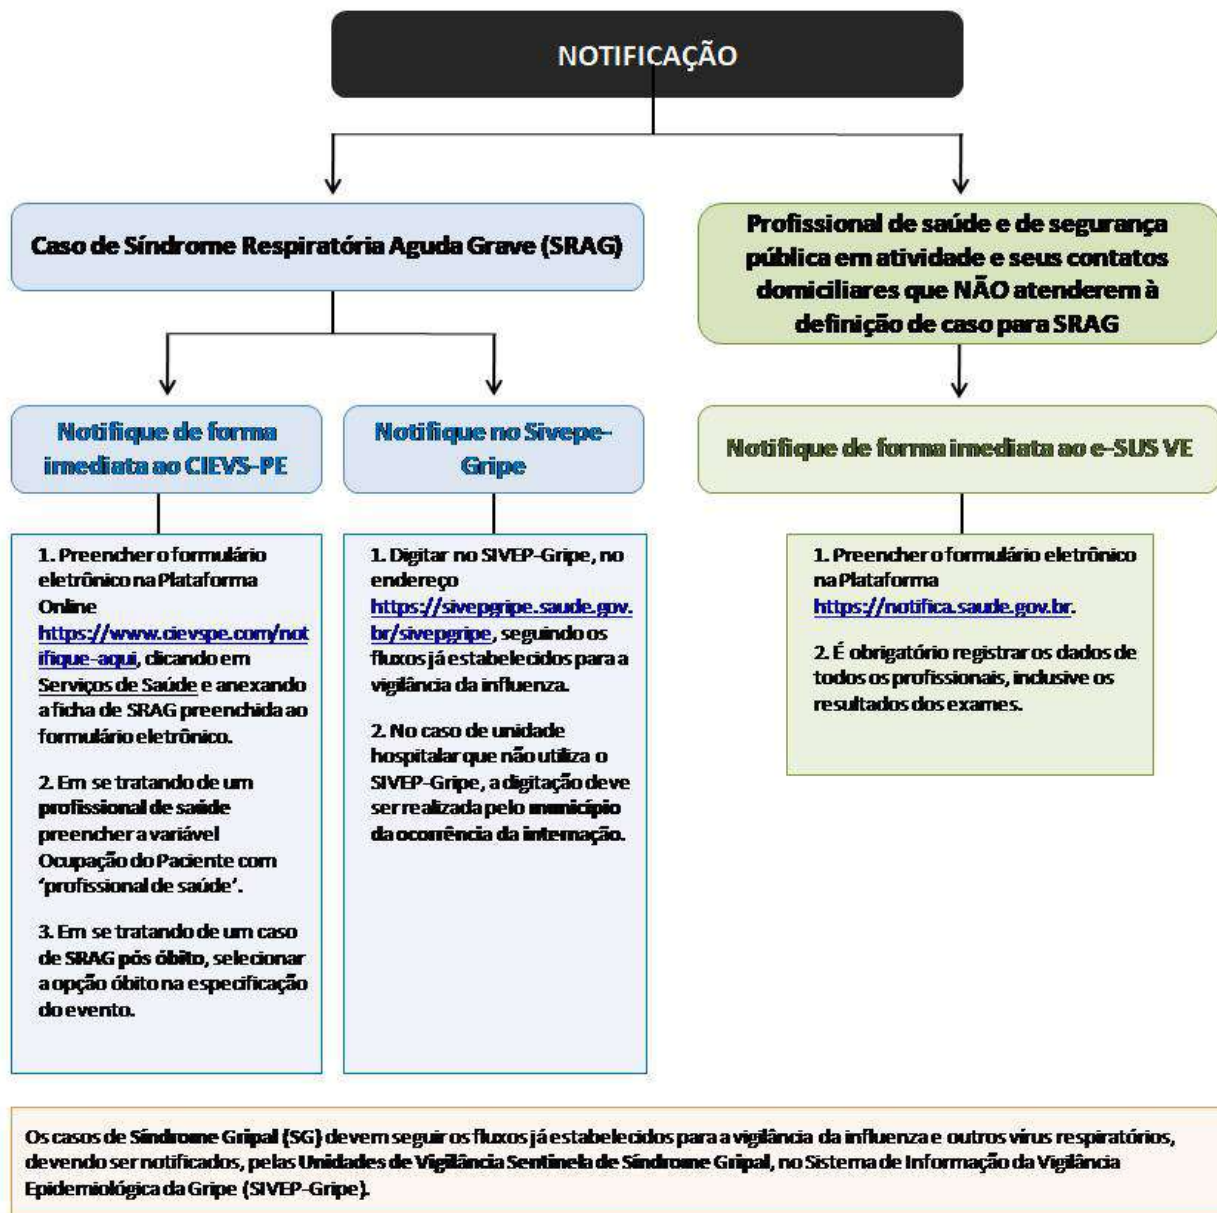 NOTIFICAÇÃO
Caso de Síndrome Respiratória Aguda Grave (SRAG)
Profissional de saúde e de segurança
pública em atividade e seus contatos
domiciliares que NÃO atenderem à
definição de caso para SRAG
Notifique de forma
imediata ao CIEVS-PE
Notifique no Sivepe-
Gripe
Notifique de forma imediata ao e-SUS VE
1. Preencher o formulário
eletrônico na Plataforma
Online
https://www.cievspe.com/not
ifique-aqui, clicando em
Serviços de Saúde e anexando
a ficha de SRAG preenchida ao
formulário eletrônico.
2. Em se tratando de um
profissional de saúde
preencher a variável
Ocupação do Paciente com
‘profissional de saúde’.
3. Em se tratando de um caso
de SRAG pós óbito, selecionar
a opção óbito na especificação
do evento.
1. Digitar no SIVEP-Gripe, no
endereço
https://sivepgripe.saude.gov.
br/sivepgripe, seguindo os
fluxos já estabelecidos para a
vigilância da influenza.
2. No caso de unidade
hospitalar que não utiliza o
SIVEP-Gripe, a digitação deve
ser realizada pelo município
da ocorrência da internação.
1. Preencher o formulário eletrônico
na Plataforma
https://notifica.saude.gov.br.
2. É obrigatório registrar os dados de
todos os profissionais, inclusive os
resultados dos exames.
Os casos de Síndrome Gripal (SG) devem seguir os fluxos já estabelecidos para a vigilância da influenza e outros vírus respiratórios,
devendo ser notificados, pelas Unidades de Vigilância Sentinela de Síndrome Gripal, no Sistema de Informação da Vigilância
Epidemiológica da Gripe (SIVEP-Gripe).